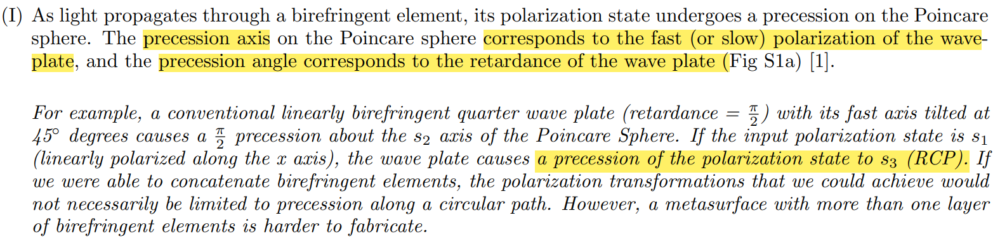 (I) As light propagates through a birefringent element, its polarization state undergoes a precession on the Poincare
sphere. The precession axis on the Poincare sphere corresponds to the fast (or slow) polarization of the wave-
plate, and the precession angle corresponds to the retardance of the wave plate (Fig S1a) [1].
For example, a conventional linearly birefringent quarter wave plate (retardance = π/2) with its fast axis tilted at
45° degrees causes a π/2 precession about the s₂ axis of the Poincare Sphere. If the input polarization state is s₁
(linearly polarized along the x axis), the wave plate causes a precession of the polarization state to s₃ (RCP). If
we were able to concatenate birefringent elements, the polarization transformations that we could achieve would
not necessarily be limited to precession along a circular path. However, a metasurface with more than one layer
of birefringent elements is harder to fabricate.